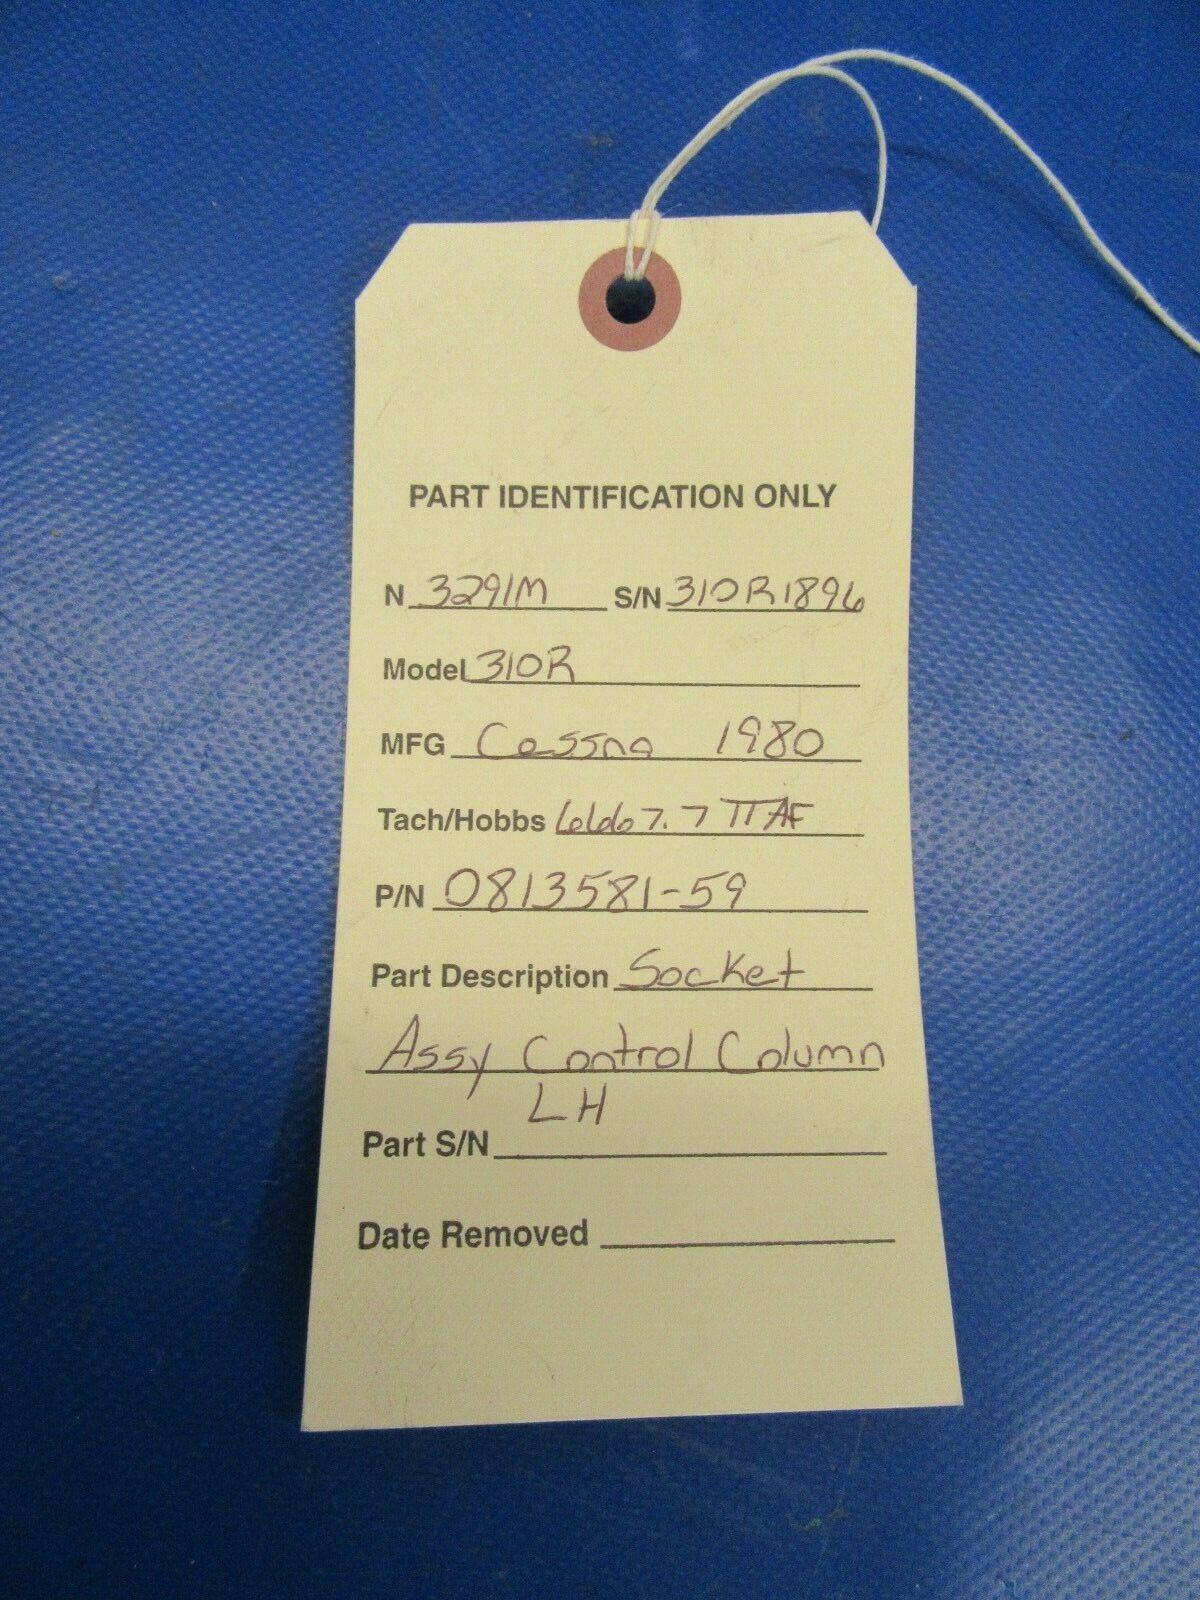 PART IDENTIFICATION ONLY
N 3291M S/N 310R1896
Model 310R
MFG Cessna 1980
Tach/Hobbs 6667.7 TTAF
P/N 0813581-59
Part Description Socket
Assy Control Column
LH
Part S/N
Date Removed